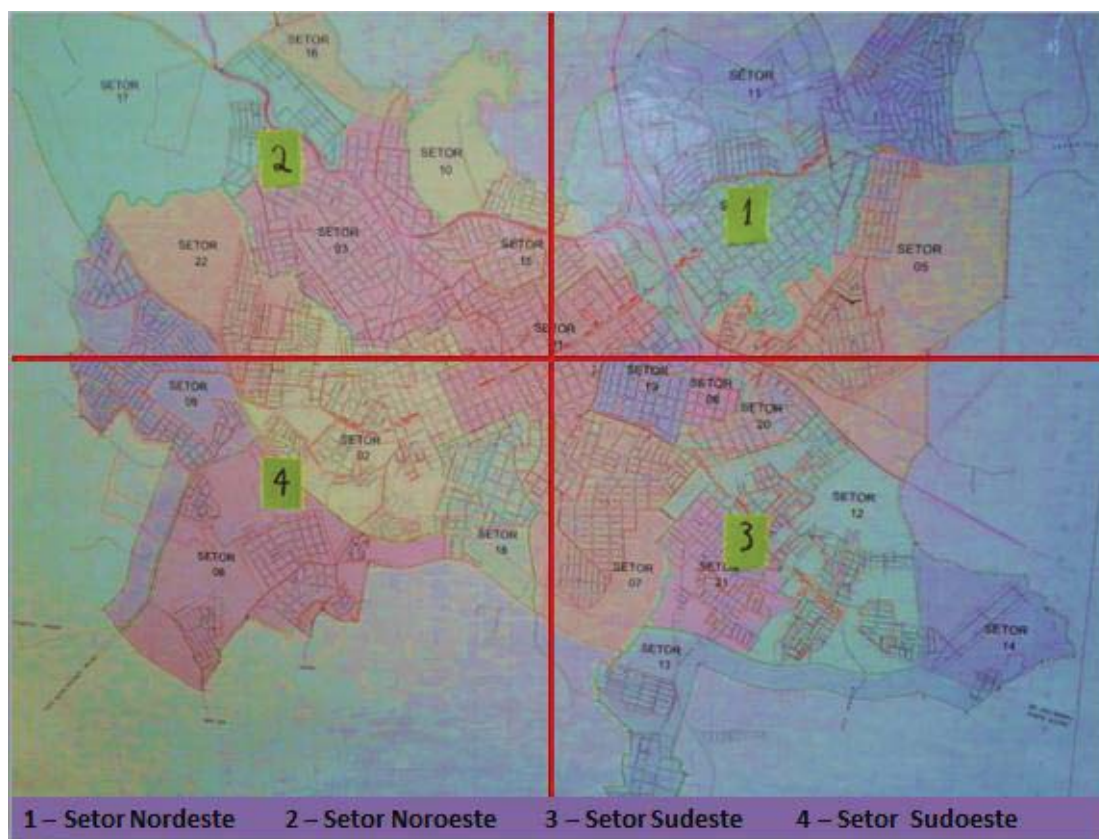 SETOR
16
SETOR
17
SETOR
11
2
SETOR
10
1
SETOR
03
SETOR
22
SETOR
15
SETOR
05
21
SETOR
19
SETOR
06
SETOR
20
SETOR
09
SETOR
02
4
SETOR
12
3
SETOR
18
SETOR
08
SETOR
07
SETOR
21
SETOR
13
SETOR
14
1 – Setor Nordeste 2 – Setor Noroeste 3 – Setor Sudeste 4 – Setor Sudoeste